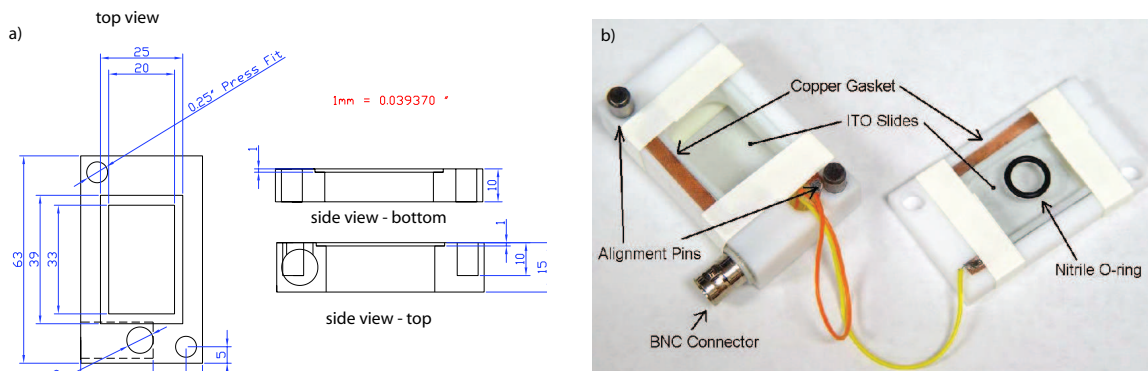 a)
top view
25
20
0.25" Press Fit
1mm = 0.039370 "
63
39
33
5
1
10
side view - bottom
1
10
15
side view - top
b)
Copper Gasket
ITO Slides
Alignment Pins
Nitrile O-ring
BNC Connector